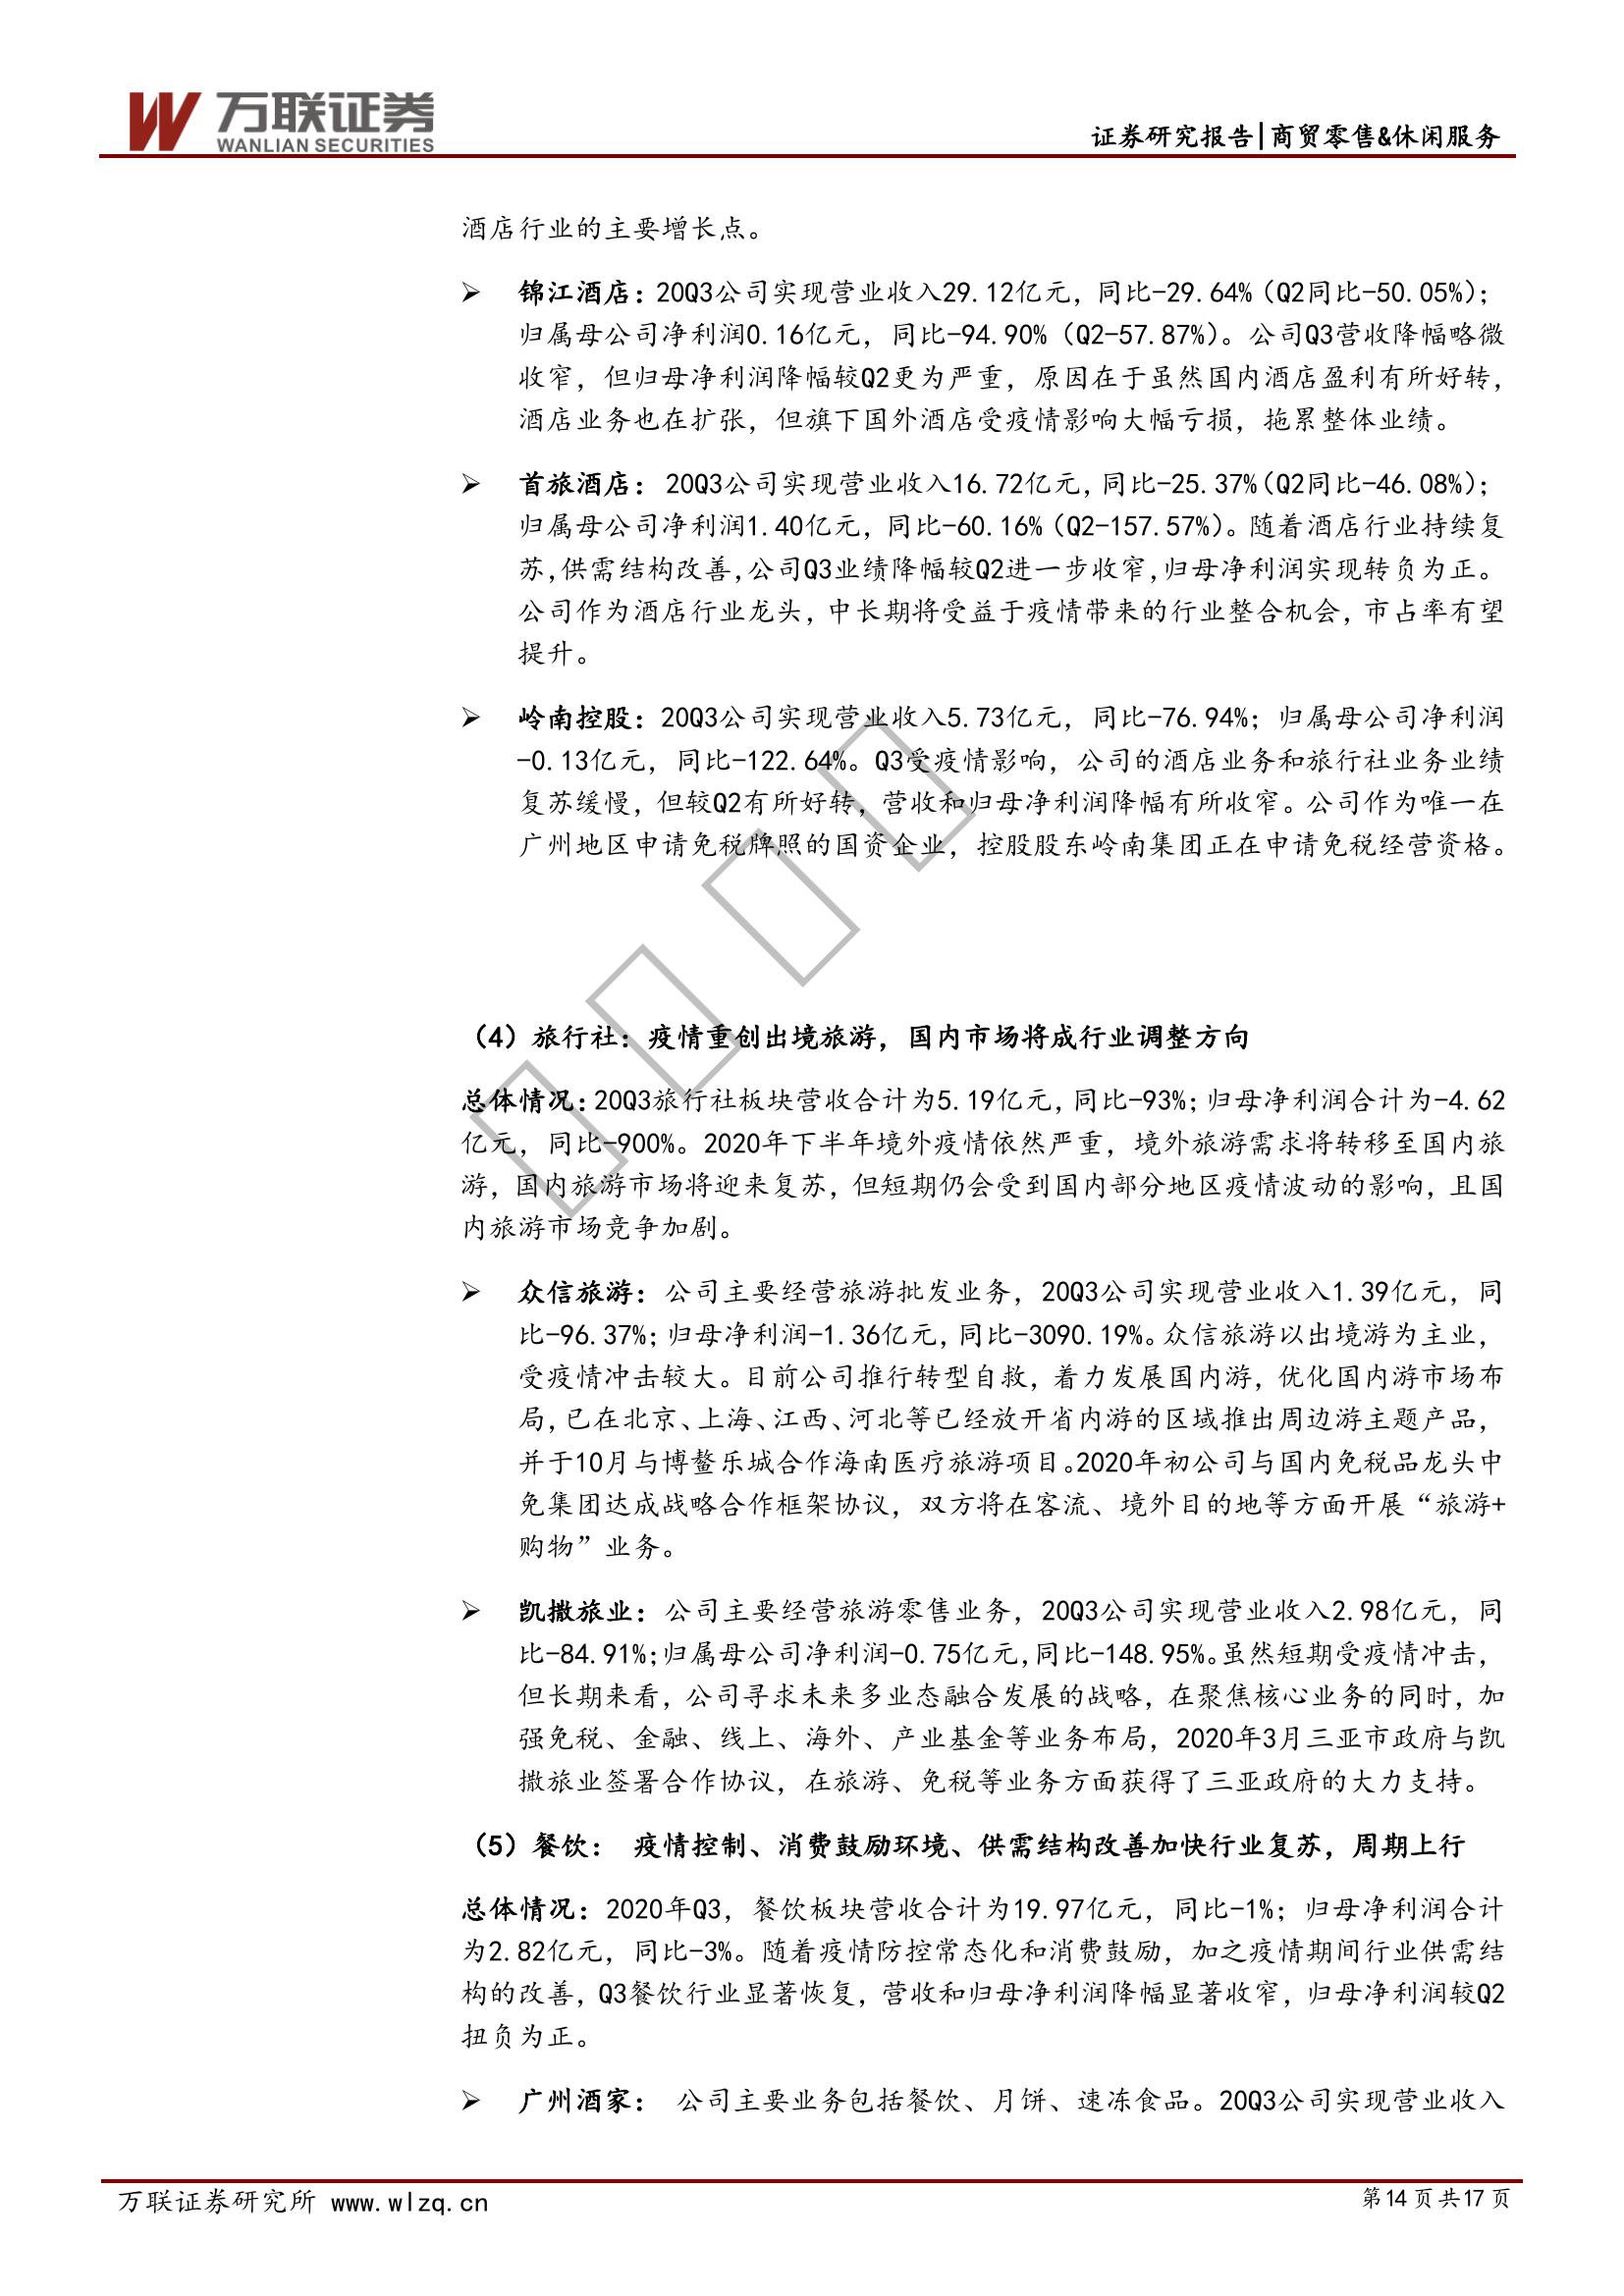 万联证券
WANLIAN SECURITIES
证券研究报告|商贸零售&休闲服务
酒店行业的主要增长点。
➢ 锦江酒店：20Q3公司实现营业收入29.12亿元，同比-29.64%（Q2同比-50.05%）；
归属母公司净利润0.16亿元，同比-94.90%（Q2-57.87%）。公司Q3营收降幅略微
收窄，但归母净利润降幅较Q2更为严重，原因在于虽然国内酒店盈利有所好转，
酒店业务也在扩张，但旗下国外酒店受疫情影响大幅亏损，拖累整体业绩。
➢ 首旅酒店： 20Q3公司实现营业收入16.72亿元，同比-25.37%（Q2同比-46.08%）；
归属母公司净利润1.40亿元，同比-60.16%（Q2-157.57%）。随着酒店行业持续复
苏，供需结构改善，公司Q3业绩降幅较Q2进一步收窄，归母净利润实现转负为正。
公司作为酒店行业龙头，中长期将受益于疫情带来的行业整合机会，市占率有望
提升。
➢ 岭南控股：20Q3公司实现营业收入5.73亿元，同比-76.94%；归属母公司净利润
-0.13亿元，同比-122.64%。Q3受疫情影响，公司的酒店业务和旅行社业务业绩
复苏缓慢，但较Q2有所好转，营收和归母净利润降幅有所收窄。公司作为唯一在
广州地区申请免税牌照的国资企业，控股股东岭南集团正在申请免税经营资格。
（4）旅行社：疫情重创出境旅游，国内市场将成行业调整方向
总体情况：20Q3旅行社板块营收合计为5.19亿元，同比-93%；归母净利润合计为-4.62
亿元，同比-900%。2020年下半年境外疫情依然严重，境外旅游需求将转移至国内旅
游，国内旅游市场将迎来复苏，但短期仍会受到国内部分地区疫情波动的影响，且国
内旅游市场竞争加剧。
➢ 众信旅游：公司主要经营旅游批发业务，20Q3公司实现营业收入1.39亿元，同
比-96.37%；归母净利润-1.36亿元，同比-3090.19%。众信旅游以出境游为主业，
受疫情冲击较大。目前公司推行转型自救，着力发展国内游，优化国内游市场布
局，已在北京、上海、江西、河北等已经放开省内游的区域推出周边游主题产品，
并于10月与博鳌乐城合作海南医疗旅游项目。2020年初公司与国内免税品龙头中
免集团达成战略合作框架协议，双方将在客流、境外目的地等方面开展“旅游+
购物”业务。
➢ 凯撒旅业：公司主要经营旅游零售业务，20Q3公司实现营业收入2.98亿元，同
比-84.91%；归属母公司净利润-0.75亿元，同比-148.95%。虽然短期受疫情冲击，
但长期来看，公司寻求未来多业态融合发展的战略，在聚焦核心业务的同时，加
强免税、金融、线上、海外、产业基金等业务布局，2020年3月三亚市政府与凯
撒旅业签署合作协议，在旅游、免税等业务方面获得了三亚政府的大力支持。
（5）餐饮： 疫情控制、消费鼓励环境、供需结构改善加快行业复苏，周期上行
总体情况：2020年Q3，餐饮板块营收合计为19.97亿元，同比-1%；归母净利润合计
为2.82亿元，同比-3%。随着疫情防控常态化和消费鼓励，加之疫情期间行业供需结
构的改善，Q3餐饮行业显著恢复，营收和归母净利润降幅显著收窄，归母净利润较Q2
扭负为正。
➢ 广州酒家： 公司主要业务包括餐饮、月饼、速冻食品。20Q3公司实现营业收入
万联证券研究所 www.wlzq.cn
第14页共17页